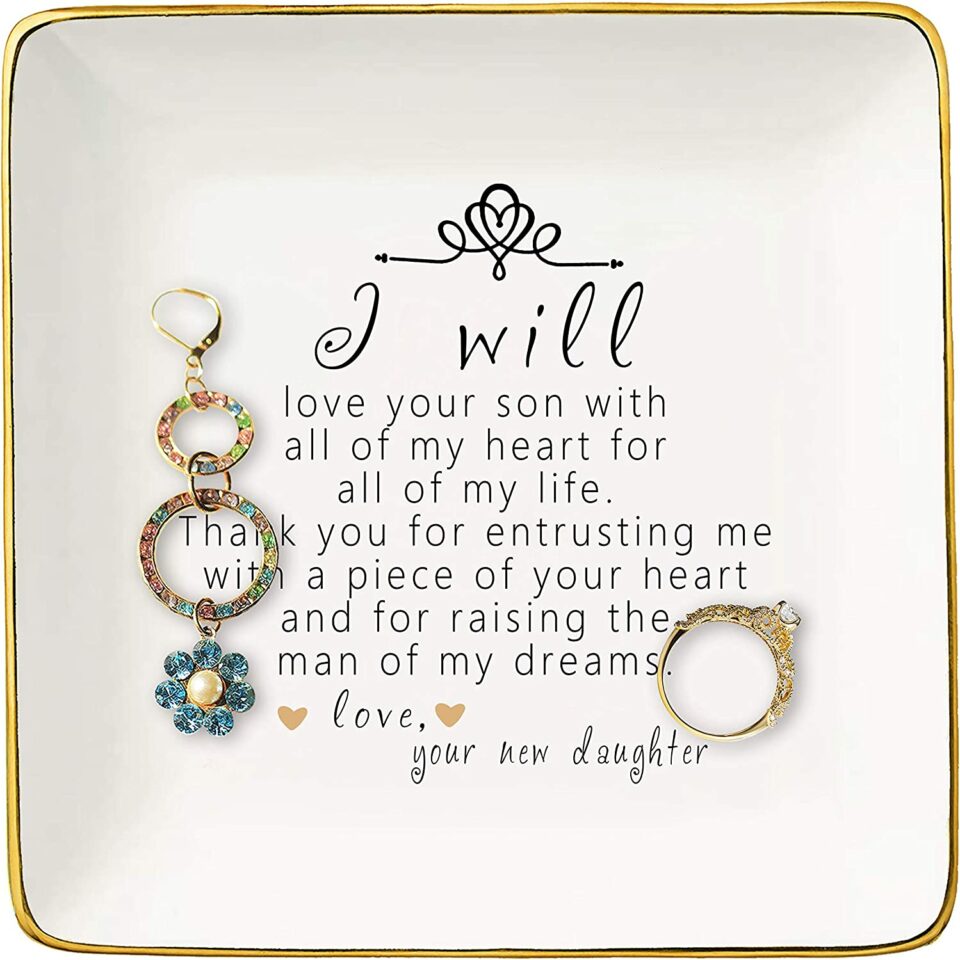 I will
love your son with
all of my heart for
all of my life.
Thank you for entrusting me
with a piece of your heart
and for raising the
man of my dreams.
love,
your new daughter